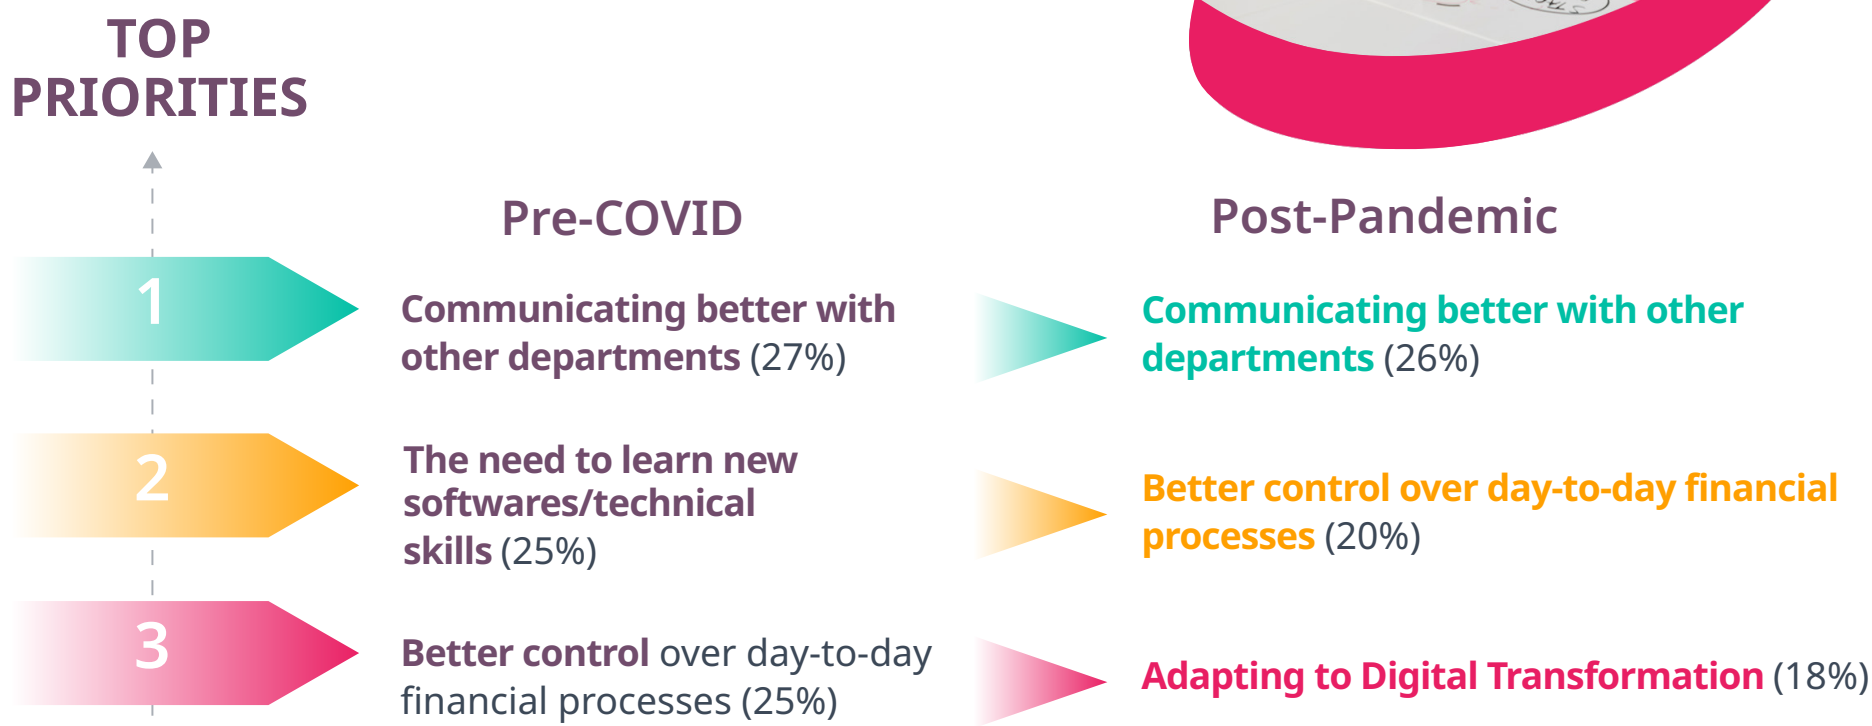 TOP
PRIORITIES
Pre-COVID
Post-Pandemic
1
Communicating better with
other departments (27%)
Communicating better with other
departments (26%)
2
The need to learn new
softwares/technical
skills (25%)
Better control over day-to-day financial
processes (20%)
3
Better control over day-to-day
financial processes (25%)
Adapting to Digital Transformation (18%)